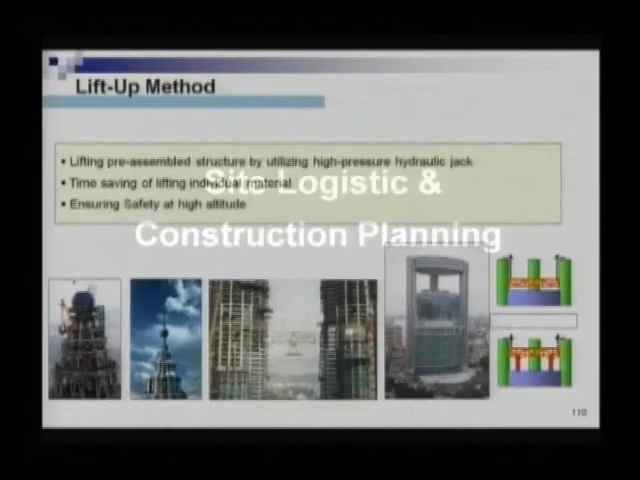 Lift-Up Method
▪ Lifting pre-assembled structure by utilizing high-pressure hydraulic jack
▪ Time saving of lifting individual material
▪ Ensuring Safety at high altitude
Site Logistic &
Construction Planning
110